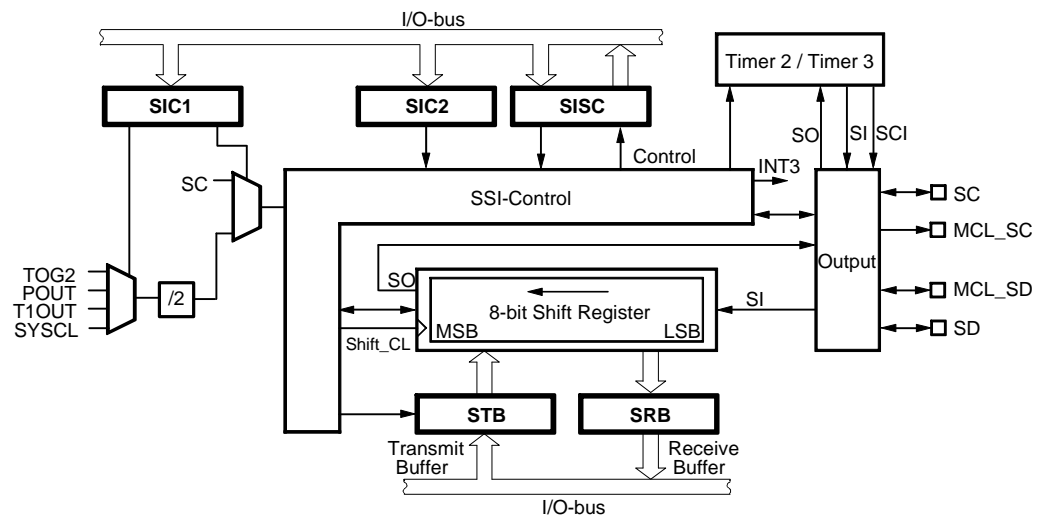 I/O-bus
Timer 2 / Timer 3
SIC1
SIC2
SISC
SO
SI
SCI
Control
INT3
SC
SSI-Control
SC
MCL_SC
Output
TOG2
POUT
T1OUT
SYSCL
/2
SO
8-bit Shift Register
MSB
LSB
SI
MCL_SD
SD
Shift_CL
STB
SRB
Transmit
Buffer
Receive
Buffer
I/O-bus